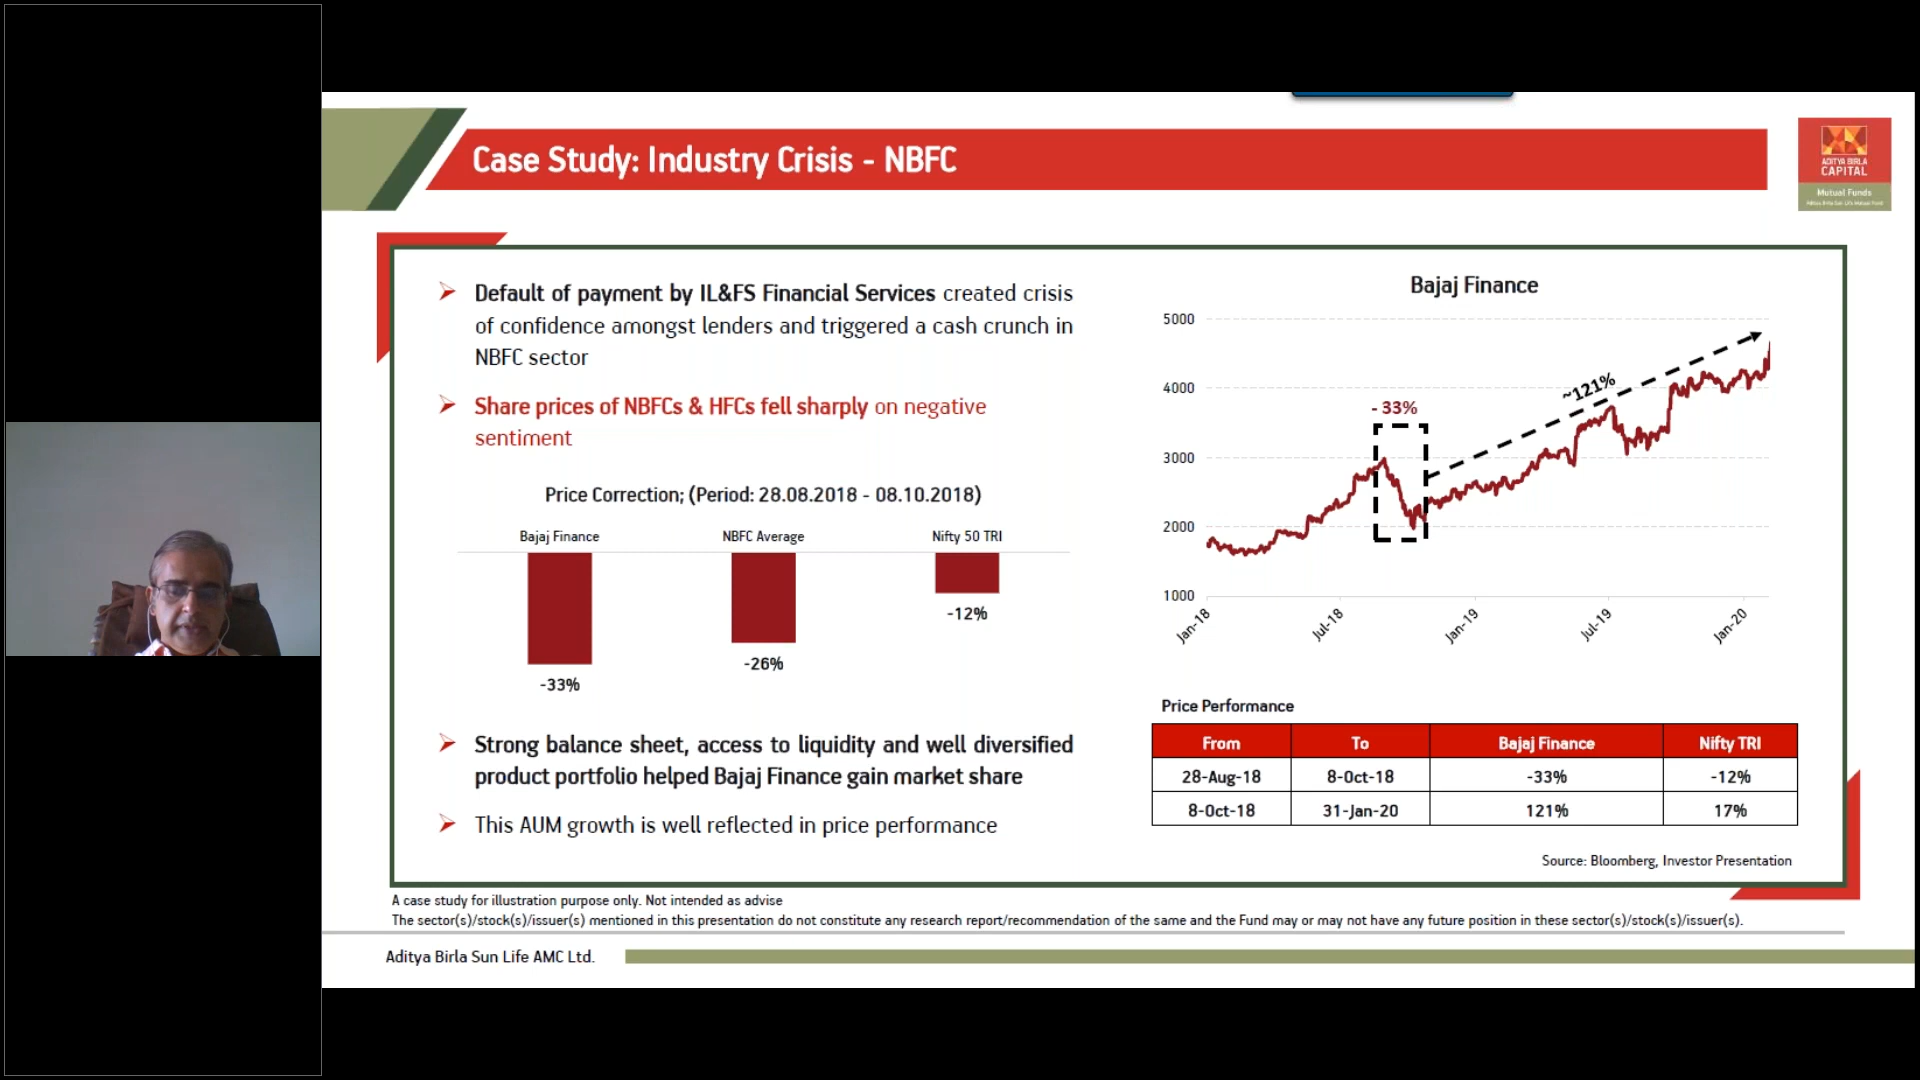 Case Study: Industry Crisis - NBFC
ADITYA BIRLA
CAPITAL
Mutual Funds
Aditya Birla Sun Life Mutual Fund
Default of payment by IL&FS Financial Services created crisis
of confidence amongst lenders and triggered a cash crunch in
NBFC sector
Share prices of NBFCs & HFCs fell sharply on negative
sentiment
Price Correction; (Period: 28.08.2018 - 08.10.2018)
Bajaj Finance NBFC Average Nifty 50 TRI
-12%
-26%
-33%
Strong balance sheet, access to liquidity and well diversified
product portfolio helped Bajaj Finance gain market share
This AUM growth is well reflected in price performance
Bajaj Finance
5000
4000
3000
2000
1000
- 33%
~121%
Jan-18 Jul-18 Jan-19 Jul-19 Jan-20
Price Performance
From To Bajaj Finance Nifty TRI
28-Aug-18 8-Oct-18 -33% -12%
8-Oct-18 31-Jan-20 121% 17%
Source: Bloomberg, Investor Presentation
A case study for illustration purpose only. Not intended as advise
The sector(s)/stock(s)/issuer(s) mentioned in this presentation do not constitute any research report/recommendation of the same and the Fund may or may not have any future position in these sector(s)/stock(s)/issuer(s).
Aditya Birla Sun Life AMC Ltd.